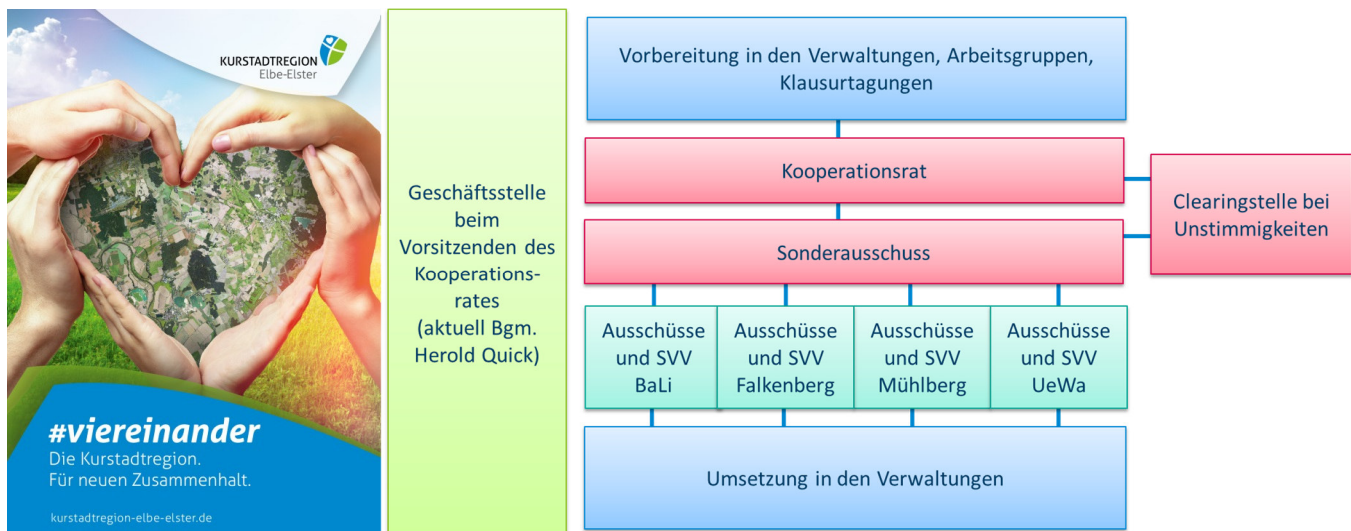 KURSTADTREGION
Elbe-Elster
#viereinander
Die Kurstadtregion.
Für neuen Zusammenhalt.
kurstadtregion-elbe-elster.de
Geschäftsstelle
beim
Vorsitzenden des
Kooperations-
rates
(aktuell Bgm.
Herold Quick)
Vorbereitung in den Verwaltungen, Arbeitsgruppen,
Klausurtagungen
Kooperationsrat
Sonderausschuss
Clearingstelle bei
Unstimmigkeiten
Ausschüsse
und SVV
BaLi
Ausschüsse
und SVV
Falkenberg
Ausschüsse
und SVV
Mühlberg
Ausschüsse
und SVV
UeWa
Umsetzung in den Verwaltungen